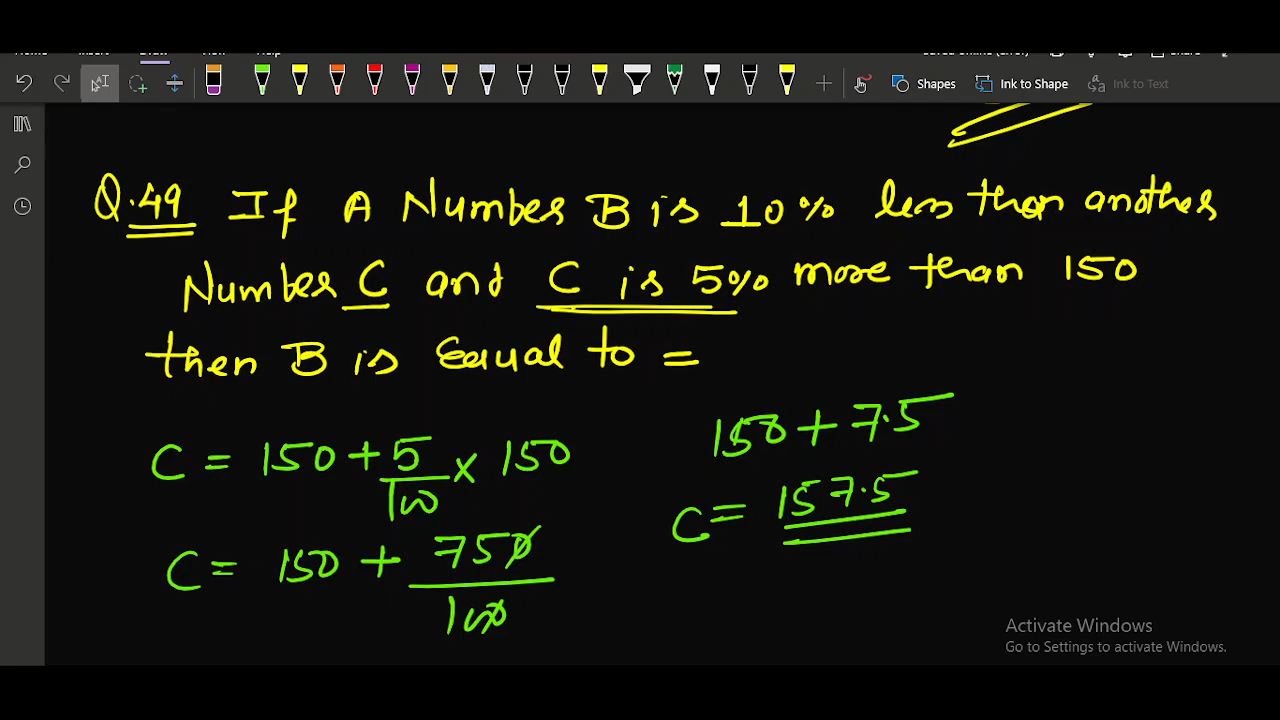 Shapes
Ink to Shape
Ink to Text
Q.49 If A Number B is 10% less than another
Number C and C is 5% more than 150
then B is Equal to =
C = 150 + 5/100 x 150
150 + 7.5
C = 157.5
C = 150 + 750/100
Activate Windows
Go to Settings to activate Windows.